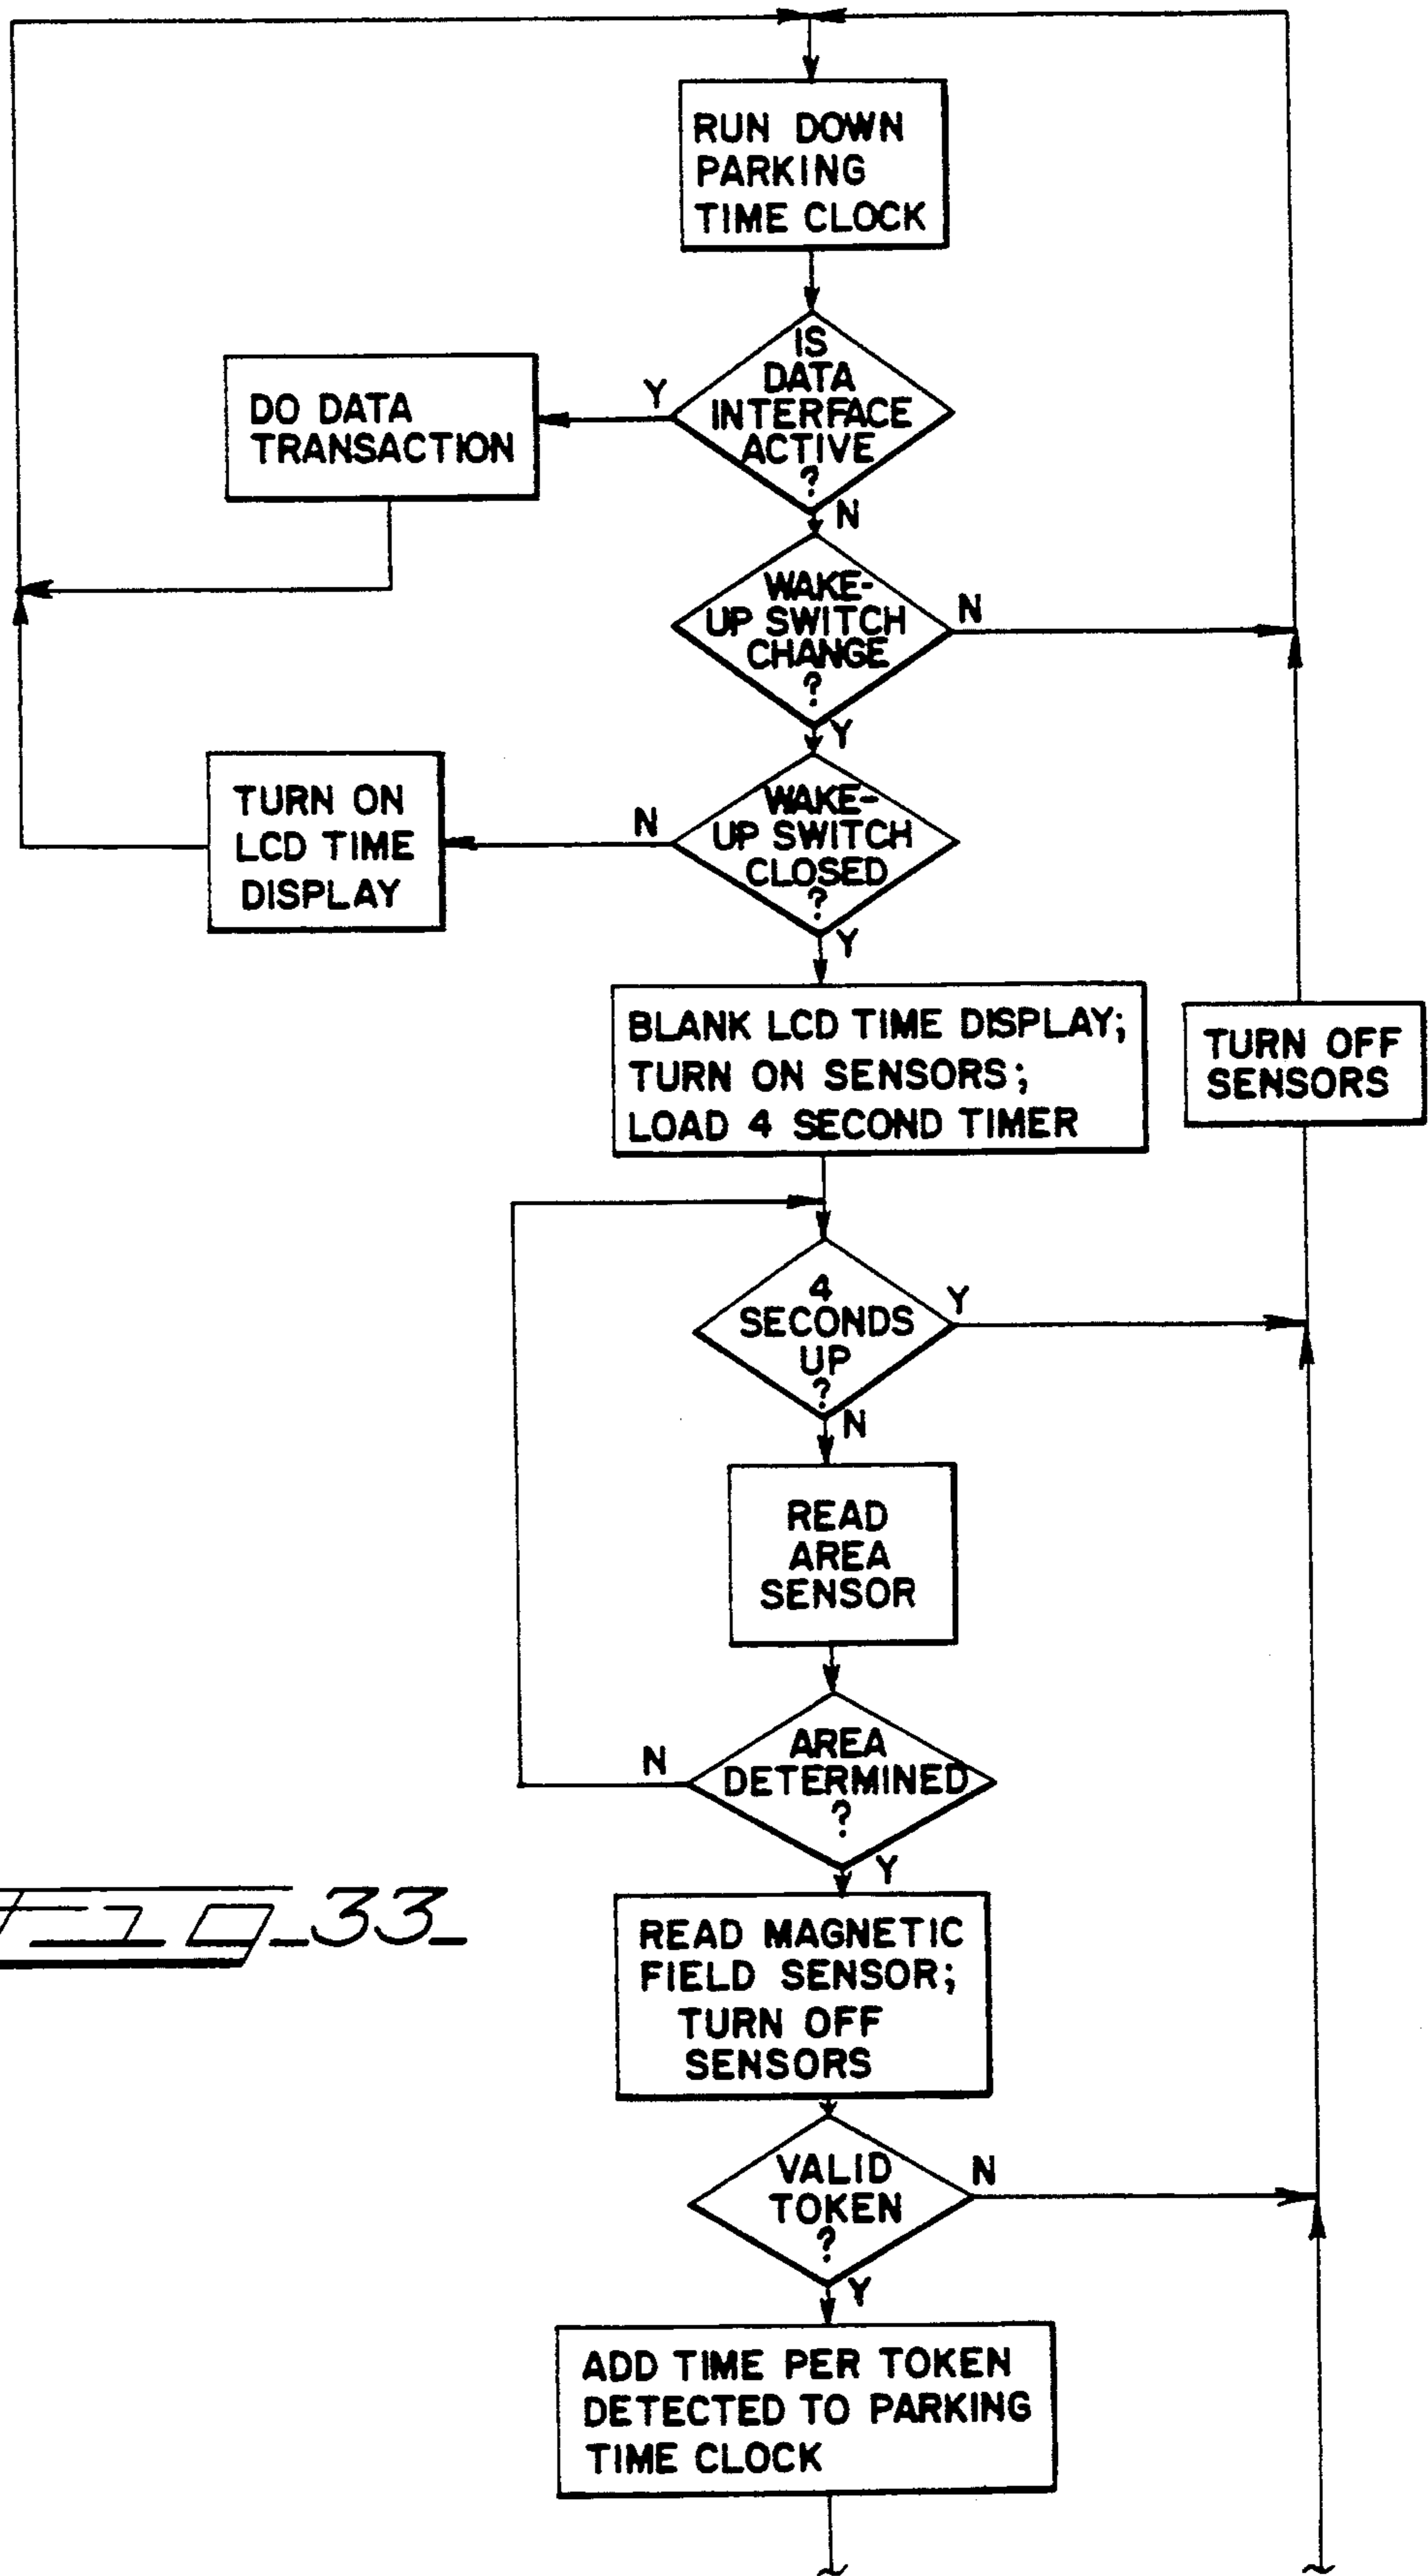 RUN DOWN
PARKING
TIME CLOCK
IS
DATA
INTERFACE
ACTIVE
?
Y
DO DATA
TRANSACTION
N
WAKE-
UP SWITCH
CHANGE
?
N
Y
WAKE-
UP SWITCH
CLOSED
?
N
TURN ON
LCD TIME
DISPLAY
Y
BLANK LCD TIME DISPLAY;
TURN ON SENSORS;
LOAD 4 SECOND TIMER
TURN OFF
SENSORS
4
SECONDS
UP
?
Y
N
READ
AREA
SENSOR
AREA
DETERMINED
?
N
Y
Fig_33_
READ MAGNETIC
FIELD SENSOR;
TURN OFF
SENSORS
VALID
TOKEN
?
N
Y
ADD TIME PER TOKEN
DETECTED TO PARKING
TIME CLOCK